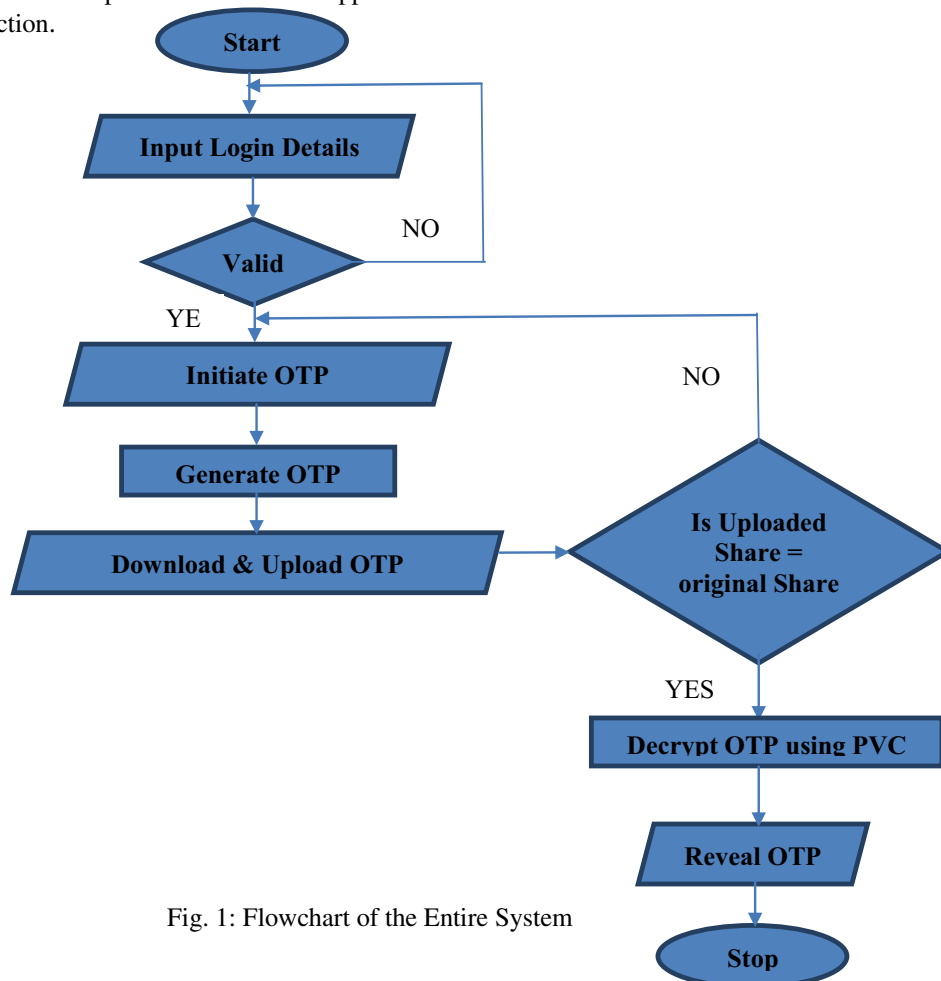 ction.
Start
Input Login Details
NO
Valid
YE
Initiate OTP
NO
Generate OTP
Is Uploaded
Share =
original Share
Download & Upload OTP
YES
Decrypt OTP using PVC
Reveal OTP
Fig. 1: Flowchart of the Entire System
Stop